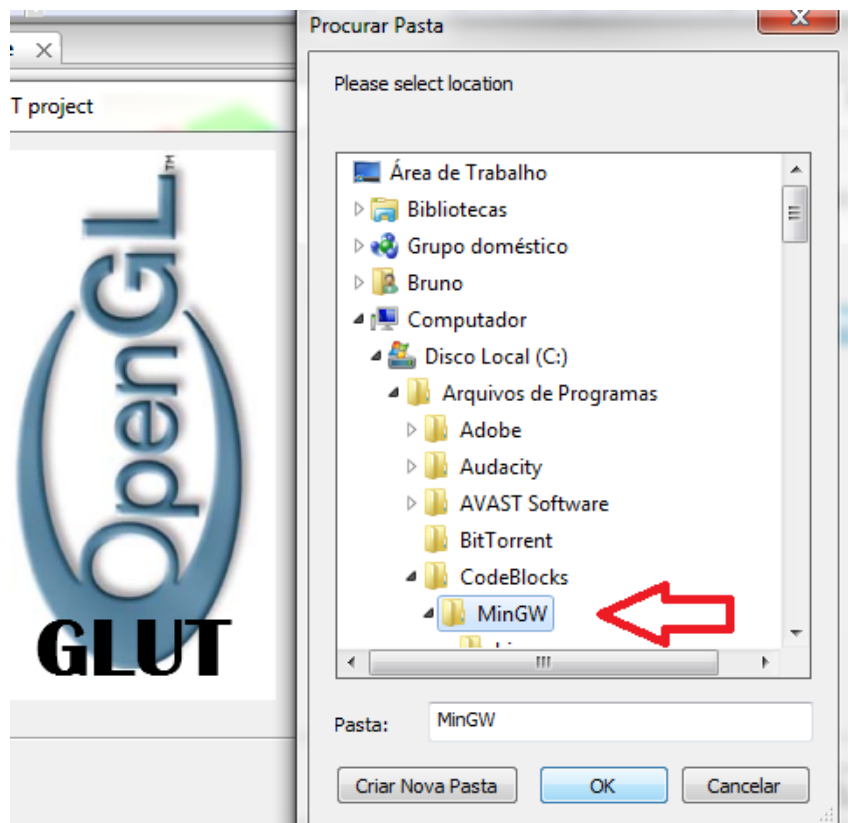 Procurar Pasta
X
T project
Please select location
OpenGL™
GLUT
Área de Trabalho
Bibliotecas
Grupo doméstico
Bruno
Computador
Disco Local (C:)
Arquivos de Programas
Adobe
Audacity
AVAST Software
BitTorrent
CodeBlocks
MinGW
Pasta:
MinGW
Criar Nova Pasta
OK
Cancelar